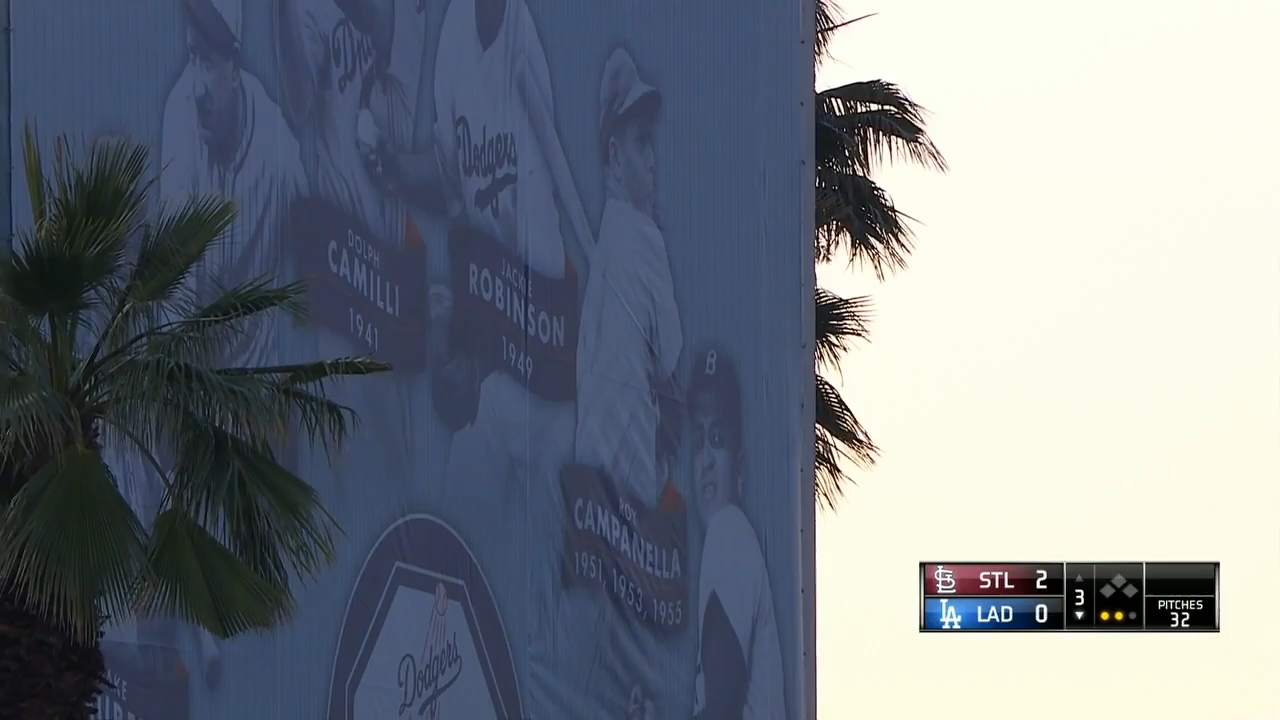 Dodgers
DOLPH
CAMILLI
1941
JACKIE
ROBINSON
1949
B
ROY
CAMPANELLA
1951, 1953, 1955
Dodgers
STL 2
LA LAD 0
3
PITCHES
32